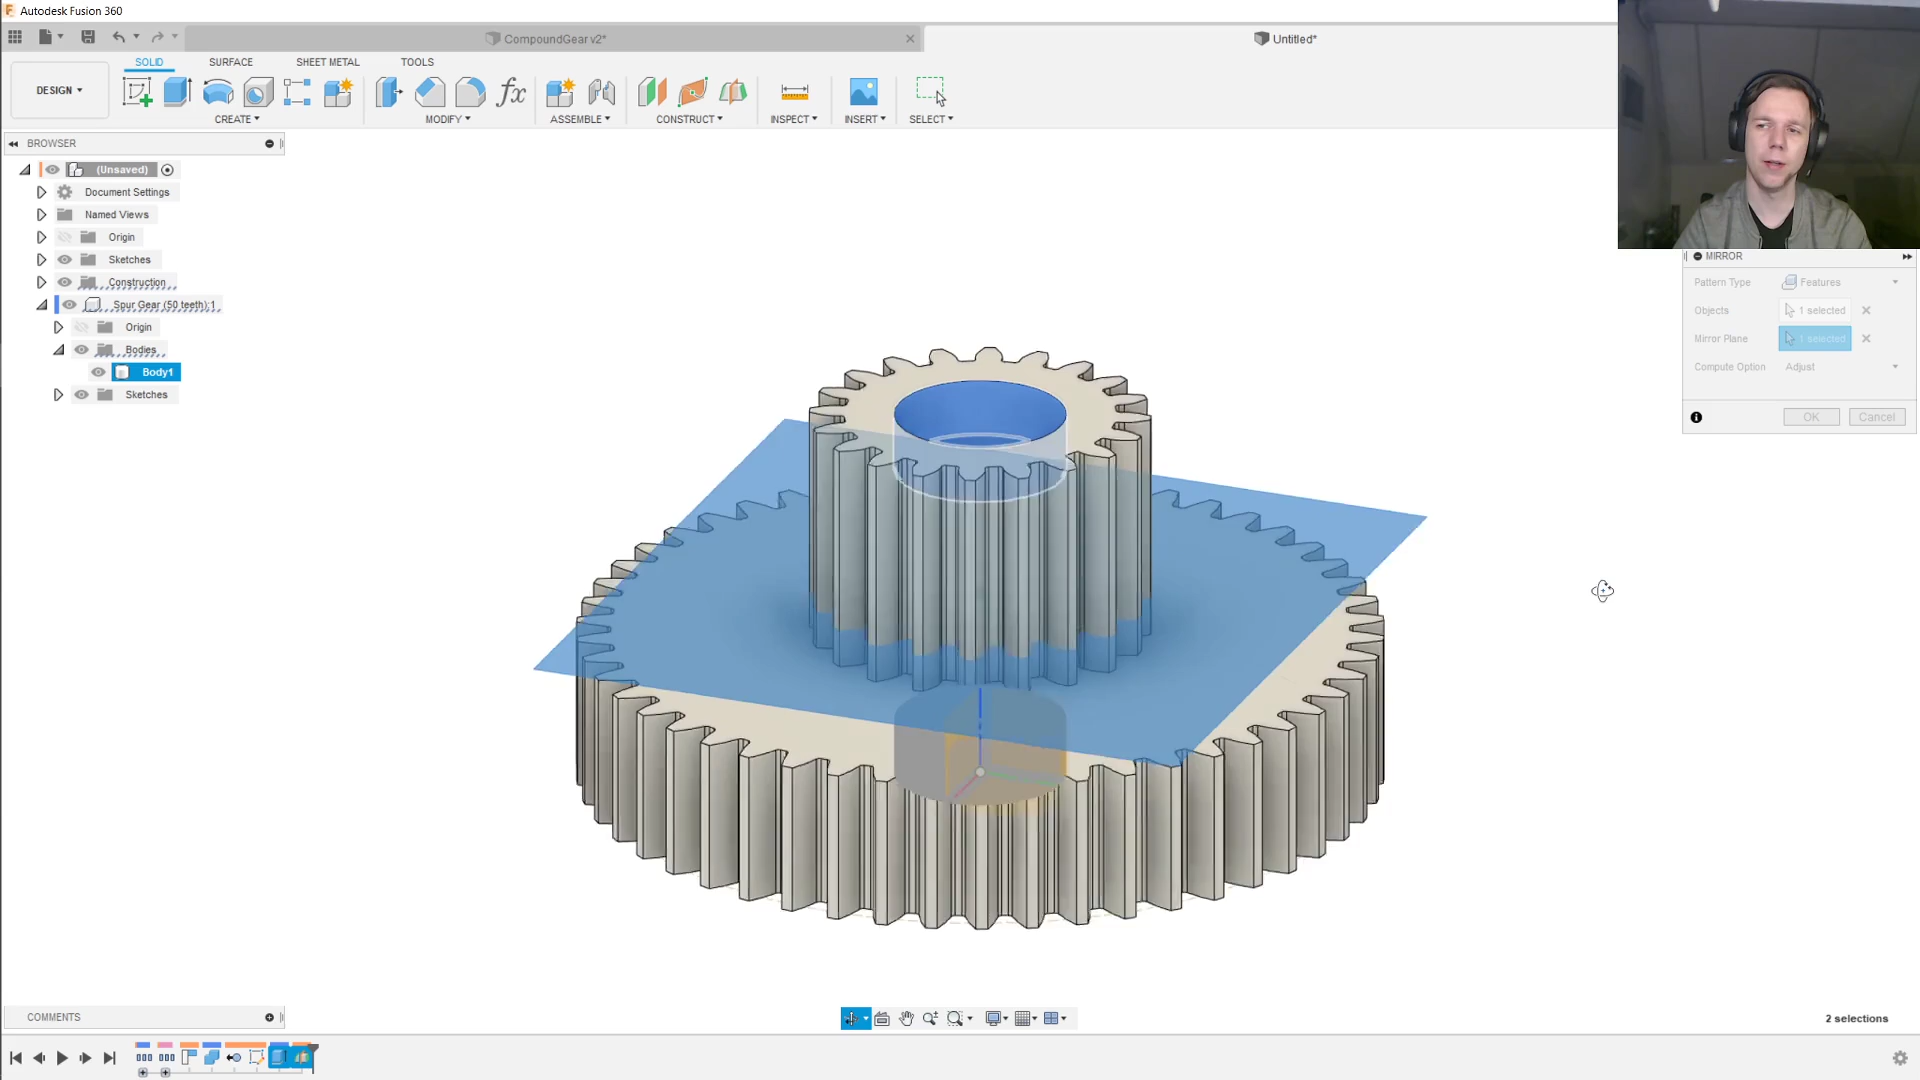 Autodesk Fusion 360
CompoundGear v2*
Untitled*
SOLID
SURFACE
SHEET METAL
TOOLS
DESIGN
CREATE
MODIFY
ASSEMBLE
CONSTRUCT
INSPECT
INSERT
SELECT
BROWSER
(Unsaved)
Document Settings
Named Views
Origin
Sketches
Construction
Spur Gear (50 teeth):1
Origin
Bodies
Body1
Sketches
MIRROR
Pattern Type
Features
Objects
1 selected
Mirror Plane
1 selected
Compute Option
Adjust
OK
Cancel
COMMENTS
2 selections